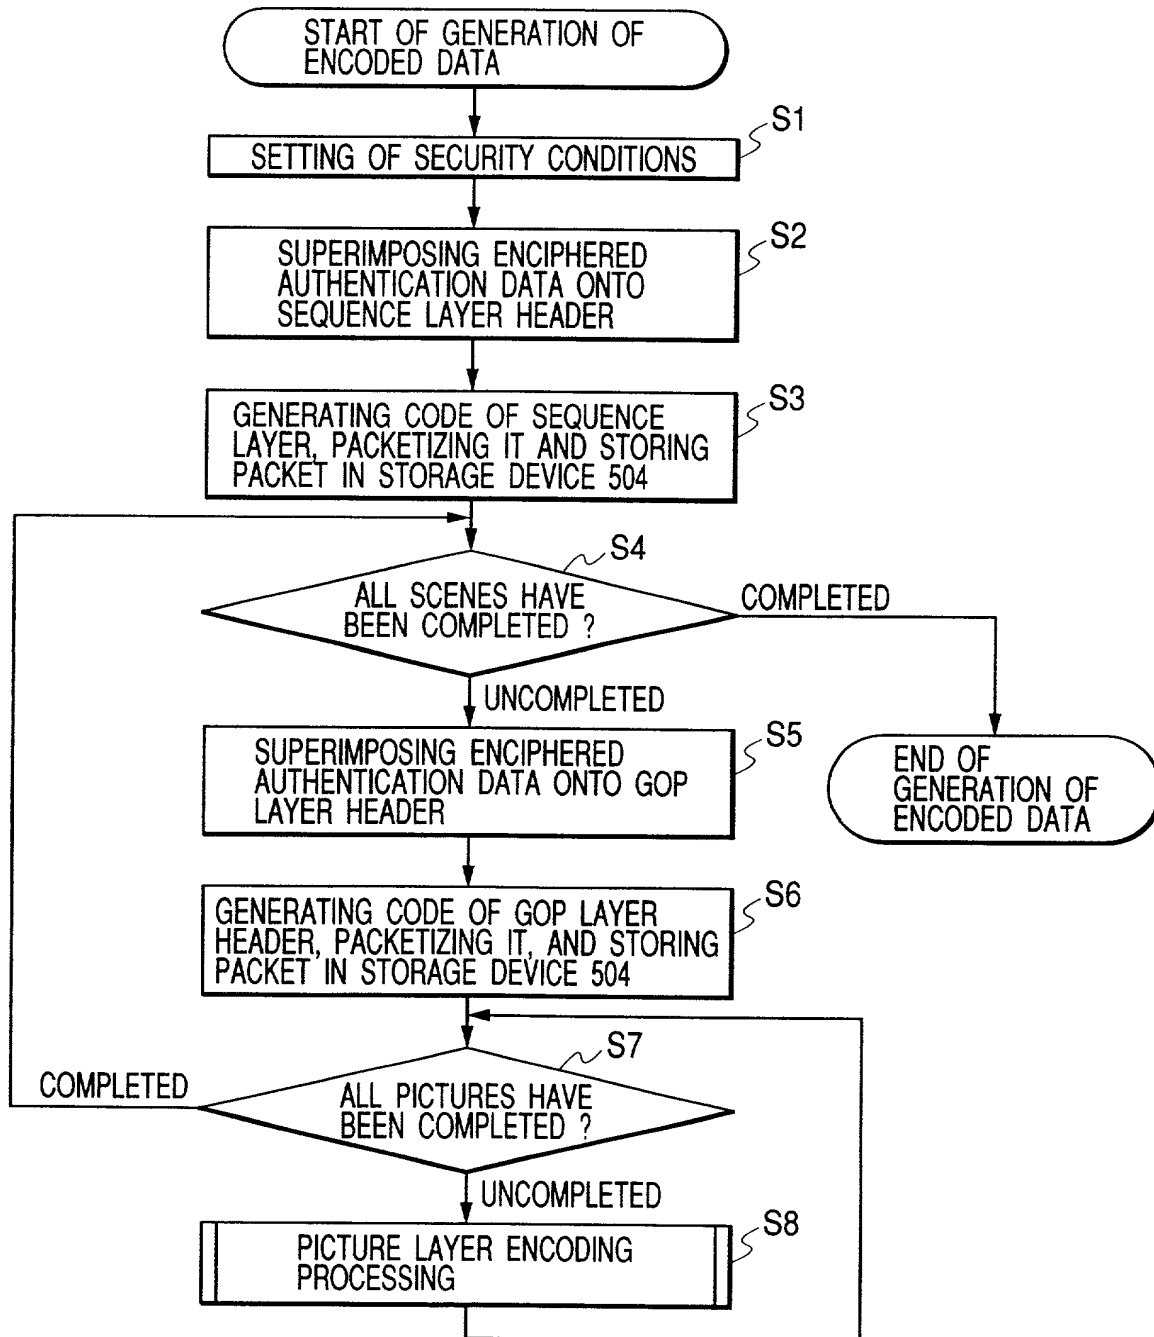 START OF GENERATION OF
ENCODED DATA
S1
SETTING OF SECURITY CONDITIONS
S2
SUPERIMPOSING ENCIPHERED
AUTHENTICATION DATA ONTO
SEQUENCE LAYER HEADER
S3
GENERATING CODE OF SEQUENCE
LAYER, PACKETIZING IT AND STORING
PACKET IN STORAGE DEVICE 504
S4
ALL SCENES HAVE
BEEN COMPLETED ?
COMPLETED
UNCOMPLETED
S5
SUPERIMPOSING ENCIPHERED
AUTHENTICATION DATA ONTO GOP
LAYER HEADER
END OF
GENERATION OF
ENCODED DATA
S6
GENERATING CODE OF GOP LAYER
HEADER, PACKETIZING IT, AND STORING
PACKET IN STORAGE DEVICE 504
S7
COMPLETED
ALL PICTURES HAVE
BEEN COMPLETED ?
UNCOMPLETED
S8
PICTURE LAYER ENCODING
PROCESSING